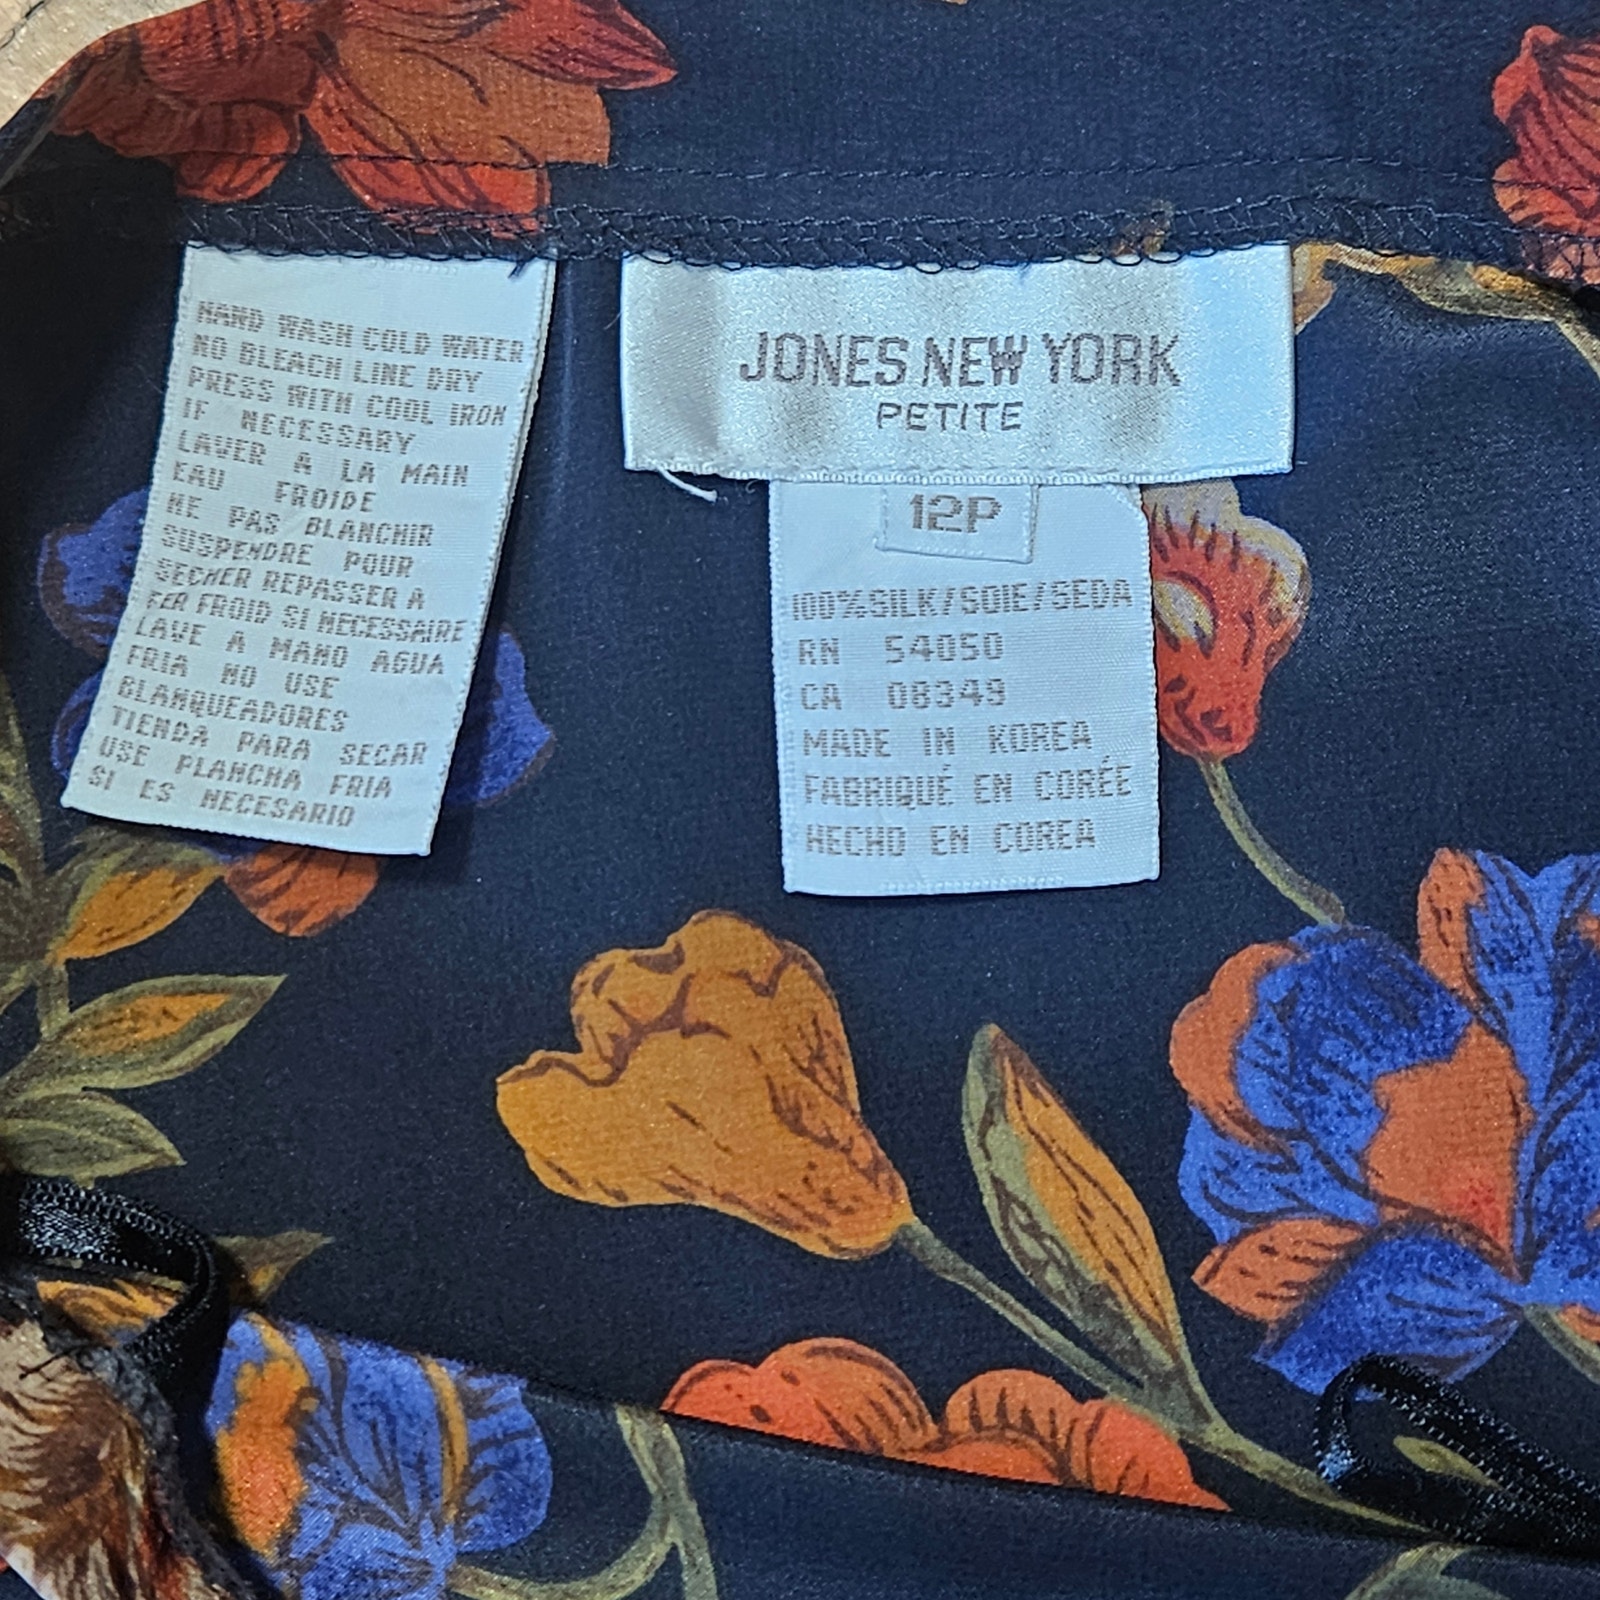 HAND WASH COLD WATER
NO BLEACH LINE DRY
PRESS WITH COOL IRON
IF NECESSARY
LAVER A LA MAIN
EAU FROIDE
NE PAS BLANCHIR
SUSPENDRE POUR
SECHER REPASSER A
FER FROID SI NECESSAIRE
LAVE A MANO AGUA
FRIA NO USE
BLANQUEADORES
TIENDA PARA SECAR
USE PLANCHA FRIA
SI ES NECESARIO
JONES NEW YORK
PETITE
12P
100% SILK/SOIE/SEDA
RN 54050
CA 08349
MADE IN KOREA
FABRIQUÉ EN CORÉE
HECHO EN COREA